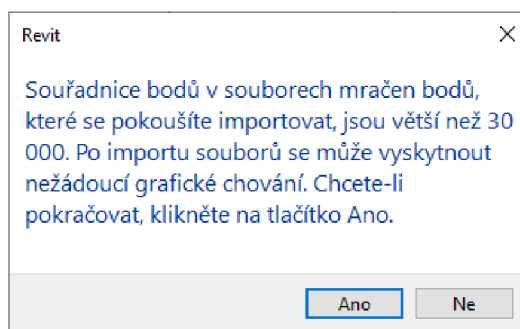 Revit
Souřadnice bodů v souborech mračen bodů,
které se pokoušíte importovat, jsou větší než 30
000. Po importu souborů se může vyskytnout
nežádoucí grafické chování. Chcete-li
pokračovat, klikněte na tlačítko Ano.
Ano
Ne